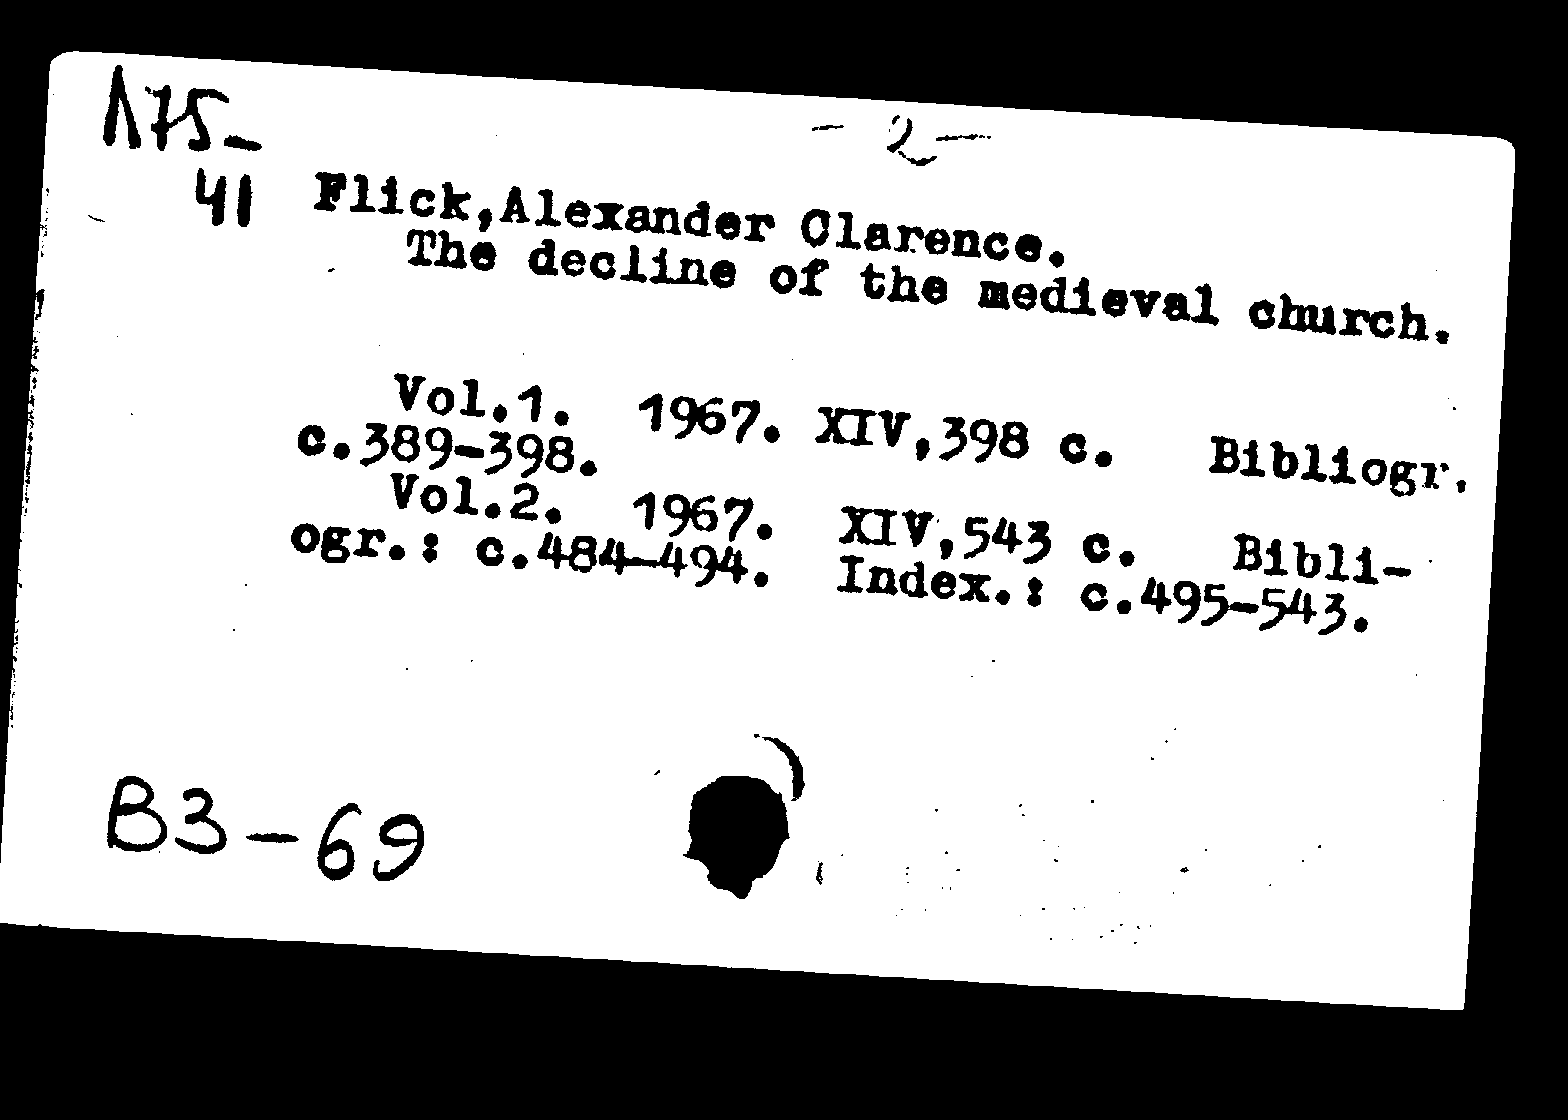 Л75-
41
- 2 -
Flick,Alexander Clarence.
The decline of the medieval church.
Vol.1. 1967. XIV,398 c. Bibliogr.
c.389-398.
Vol.2. 1967. XIV,543 c. Bibli-
ogr.: c.484-494. Index.: c.495-543.
B3-69